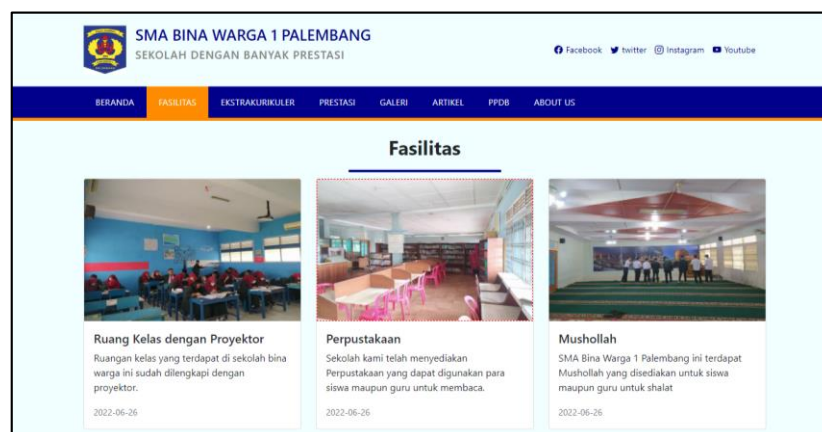 SMA BINA WARGA 1 PALEMBANG
SEKOLAH DENGAN BANYAK PRESTASI
Facebook twitter Instagram Youtube
BERANDA FASILITAS EKSTRAKURIKULER PRESTASI GALERI ARTIKEL PPDB ABOUT US
Fasilitas
Ruang Kelas dengan Proyektor
Ruangan kelas yang terdapat di sekolah bina
warga ini sudah dilengkapi dengan
proyektor.
2022-06-26
Perpustakaan
Sekolah kami telah menyediakan
Perpustakaan yang dapat digunakan para
siswa maupun guru untuk membaca.
2022-06-26
Mushollah
SMA Bina Warga 1 Palembang ini terdapat
Mushollah yang disediakan untuk siswa
maupun guru untuk shalat
2022-06-26